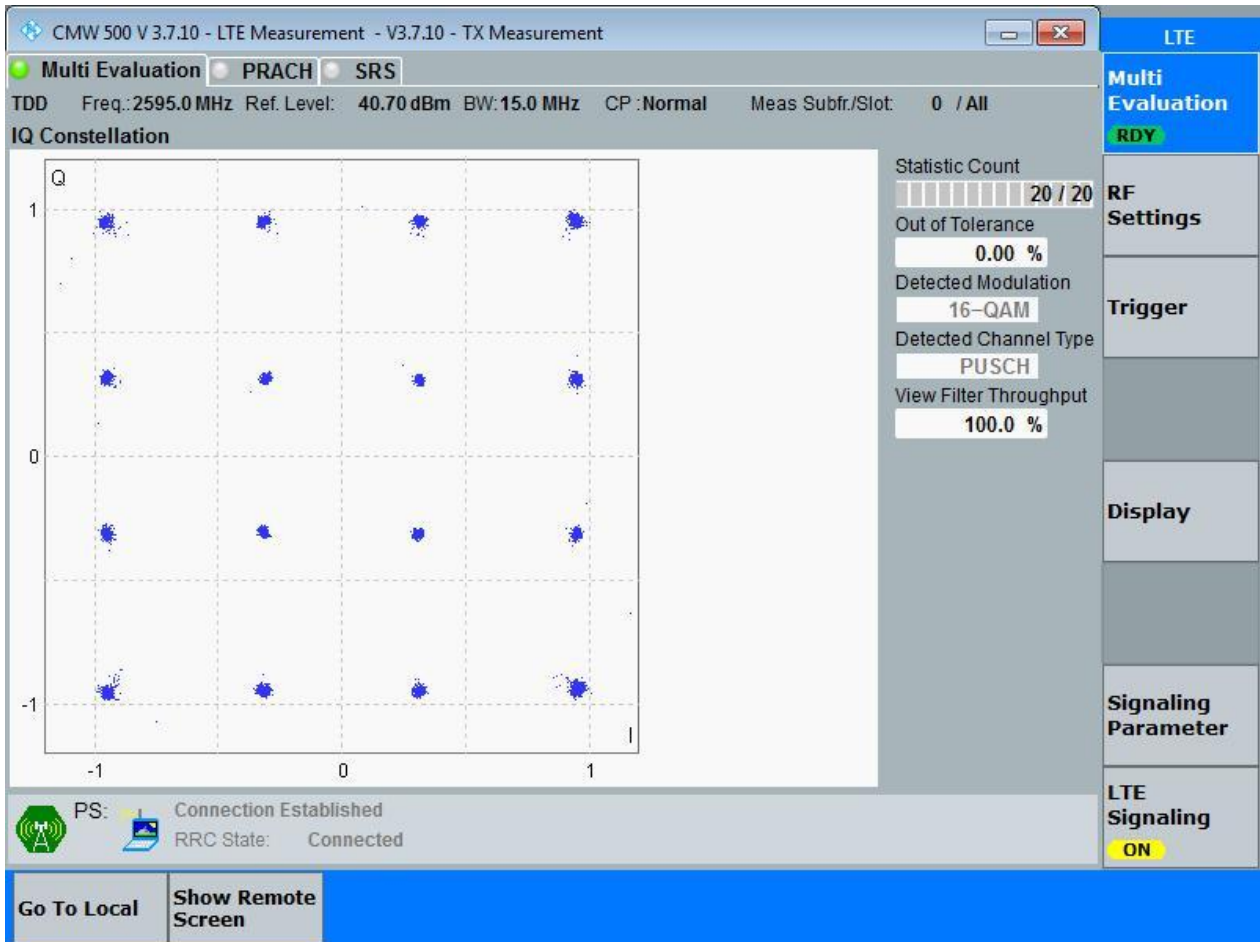 CMW 500 V 3.7.10 - LTE Measurement - V3.7.10 - TX Measurement
LTE
Multi Evaluation PRACH SRS
TDD Freq.: 2595.0 MHz Ref. Level: 40.70 dBm BW: 15.0 MHz CP : Normal Meas Subfr./Slot: 0 / All
IQ Constellation
Q
1
0
-1
I
-1 0 1
Statistic Count
20 / 20
Out of Tolerance
0.00 %
Detected Modulation
16-QAM
Detected Channel Type
PUSCH
View Filter Throughput
100.0 %
Multi
Evaluation
RDY
RF
Settings
Trigger
Display
Signaling
Parameter
LTE
Signaling
ON
PS: Connection Established
RRC State: Connected
Go To Local
Show Remote
Screen